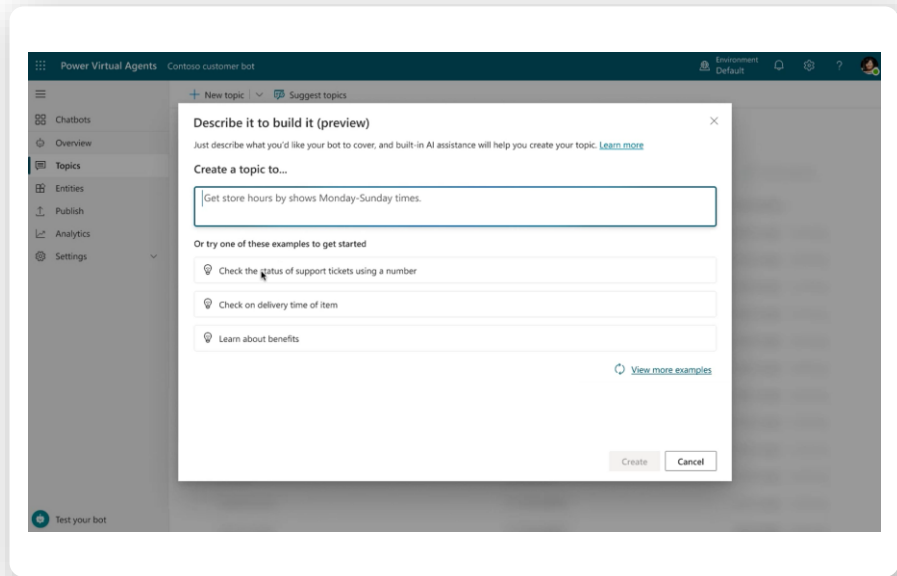 Power Virtual Agents Contoso customer bot
Environment
Default
?
New topic
Suggest topics
Chatbots
Overview
Topics
Entities
Publish
Analytics
Settings
Describe it to build it (preview)
Just describe what you'd like your bot to cover, and built-in AI assistance will help you create your topic. Learn more
Create a topic to...
Get store hours by shows Monday-Sunday times.
Or try one of these examples to get started
Check the status of support tickets using a number
Check on delivery time of item
Learn about benefits
View more examples
Create
Cancel
Test your bot